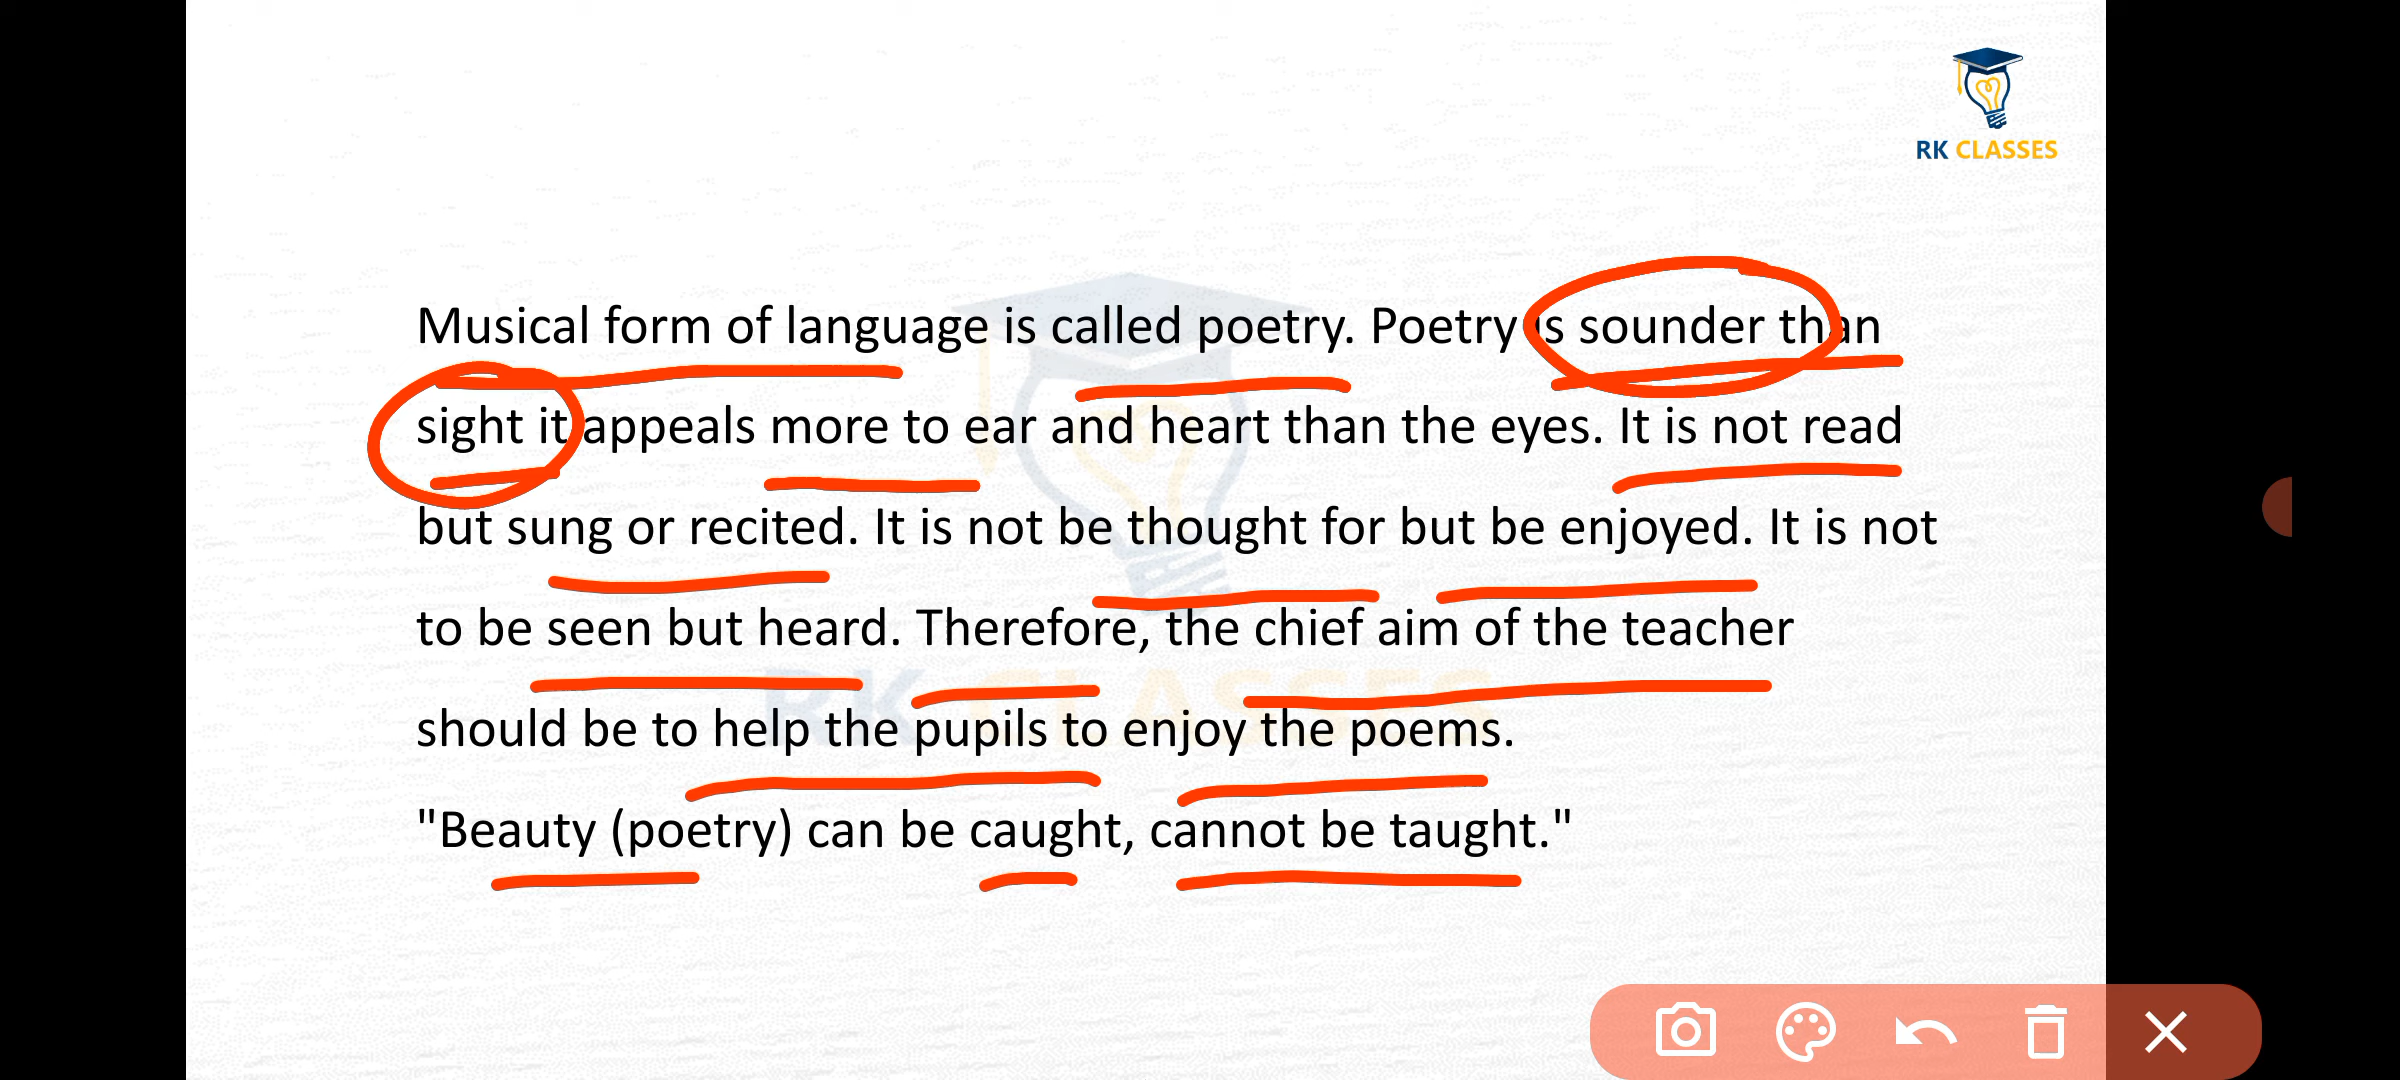 RK CLASSES
Musical form of language is called poetry. Poetry is sounder than
sight it appeals more to ear and heart than the eyes. It is not read
but sung or recited. It is not be thought for but be enjoyed. It is not
to be seen but heard. Therefore, the chief aim of the teacher
RK CLASSES
should be to help the pupils to enjoy the poems.
"Beauty (poetry) can be caught, cannot be taught."